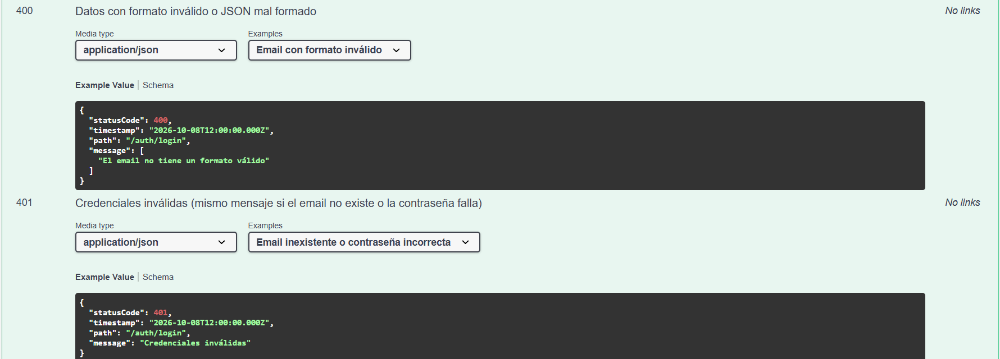 400 Datos con formato inválido o JSON mal formado No links
Media type Examples
application/json Email con formato inválido
Example Value Schema
{
"statusCode": 400,
"timestamp": "2026-10-08T12:00:00.000Z",
"path": "/auth/login",
"message": [
"El email no tiene un formato válido"
]
}
401 Credenciales inválidas (mismo mensaje si el email no existe o la contraseña falla) No links
Media type Examples
application/json Email inexistente o contraseña incorrecta
Example Value Schema
{
"statusCode": 401,
"timestamp": "2026-10-08T12:00:00.000Z",
"path": "/auth/login",
"message": "Credenciales inválidas"
}